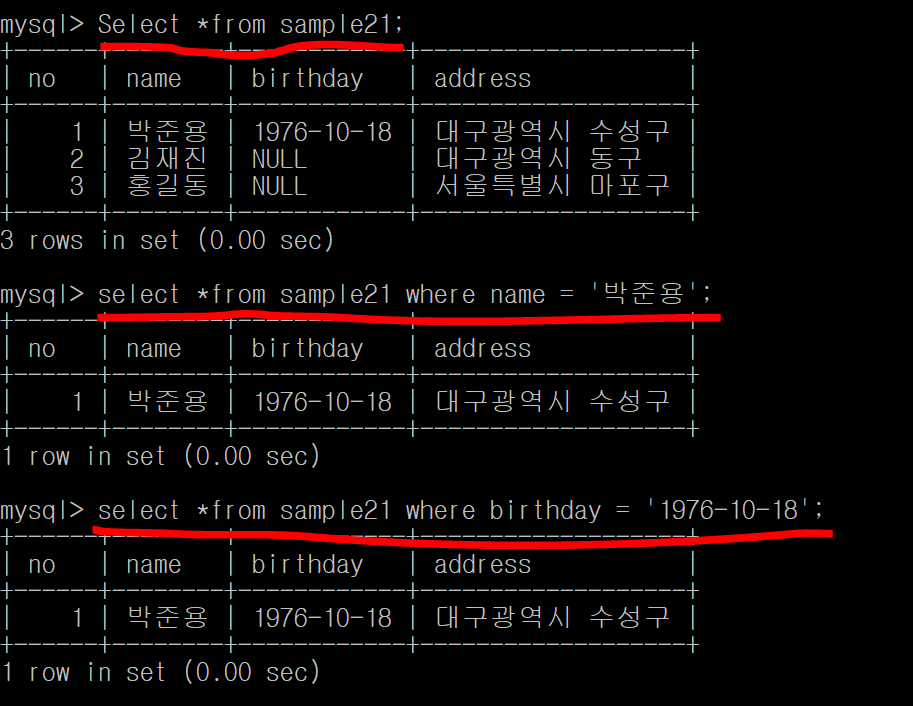 mysql> Select *from sample21;
+------+--------+------------+--------------------+
| no   | name   | birthday   | address            |
+------+--------+------------+--------------------+
|    1 | 박준용 | 1976-10-18 | 대구광역시 수성구 |
|    2 | 김재진 | NULL       | 대구광역시 동구   |
|    3 | 홍길동 | NULL       | 서울특별시 마포구 |
+------+--------+------------+--------------------+
3 rows in set (0.00 sec)
mysql> select *from sample21 where name = '박준용';
+------+--------+------------+--------------------+
| no   | name   | birthday   | address            |
+------+--------+------------+--------------------+
|    1 | 박준용 | 1976-10-18 | 대구광역시 수성구 |
+------+--------+------------+--------------------+
1 row in set (0.00 sec)
mysql> select *from sample21 where birthday = '1976-10-18';
+------+--------+------------+--------------------+
| no   | name   | birthday   | address            |
+------+--------+------------+--------------------+
|    1 | 박준용 | 1976-10-18 | 대구광역시 수성구 |
+------+--------+------------+--------------------+
1 row in set (0.00 sec)